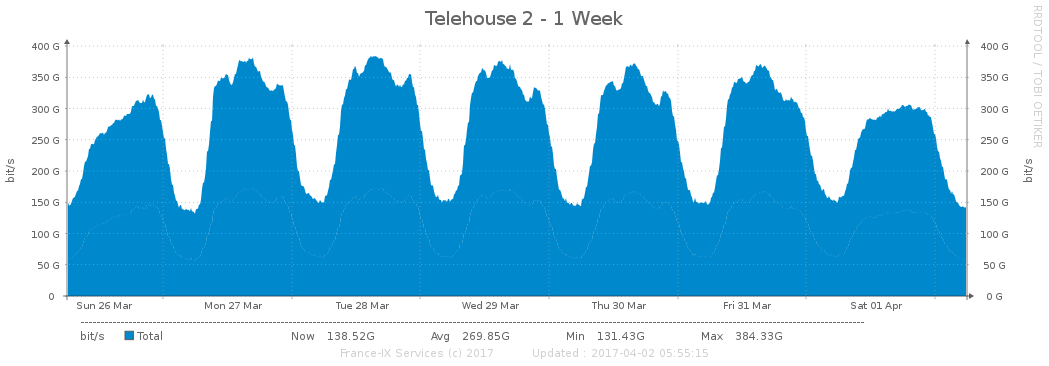 Telehouse 2 - 1 Week
RRDTOOL / TOBI OETIKER
400 G 400 G
350 G 350 G
300 G 300 G
250 G 250 G
200 G 200 G
150 G 150 G
100 G 100 G
50 G 50 G
0 0 G
bit/s bit/s
Sun 26 Mar Mon 27 Mar Tue 28 Mar Wed 29 Mar Thu 30 Mar Fri 31 Mar Sat 01 Apr
bit/s Total Now 138.52G Avg 269.85G Min 131.43G Max 384.33G
France-IX Services (c) 2017 Updated : 2017-04-02 05:55:15